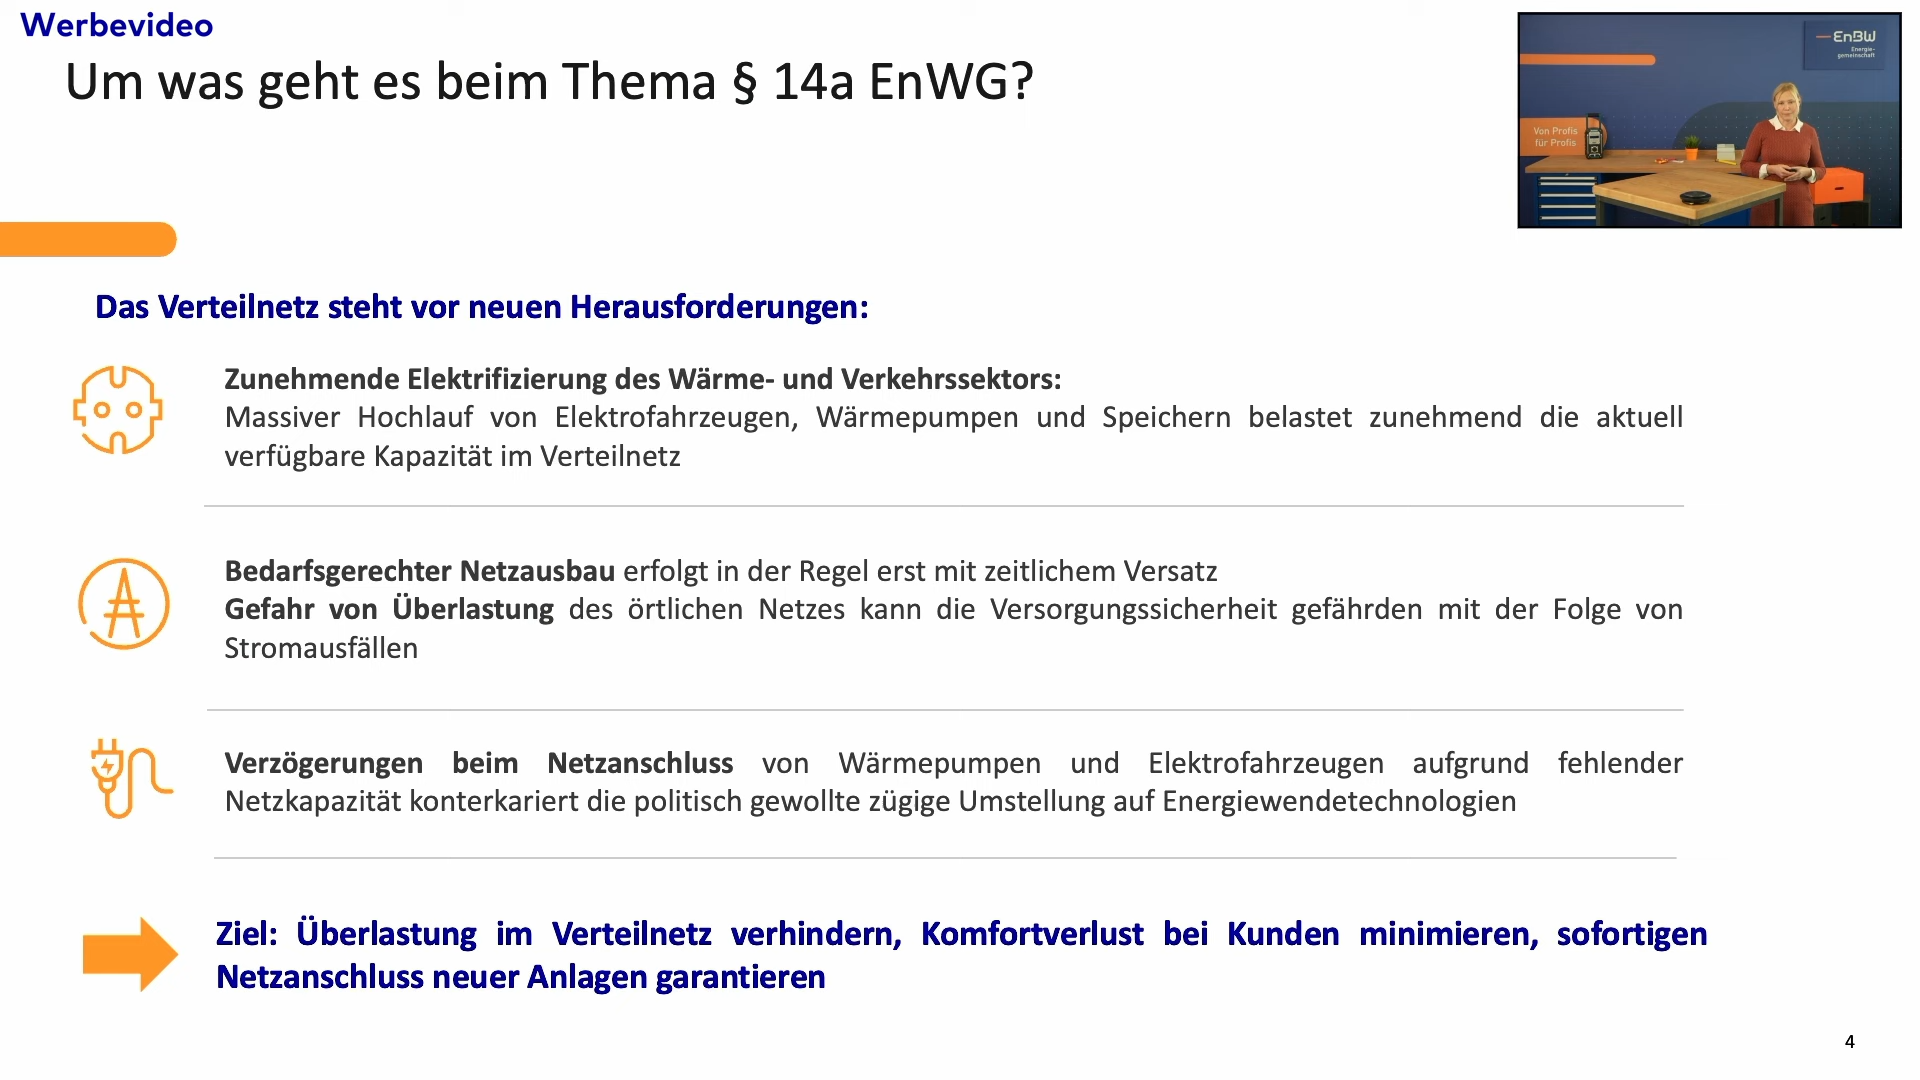 Werbevideo
Um was geht es beim Thema § 14a EnWG?
EnBW
Energie-
gemeinschaft
Von Profis
für Profis
Das Verteilnetz steht vor neuen Herausforderungen:
Zunehmende Elektrifizierung des Wärme- und Verkehrssektors:
Massiver Hochlauf von Elektrofahrzeugen, Wärmepumpen und Speichern belastet zunehmend die aktuell
verfügbare Kapazität im Verteilnetz
Bedarfsgerechter Netzausbau erfolgt in der Regel erst mit zeitlichem Versatz
Gefahr von Überlastung des örtlichen Netzes kann die Versorgungssicherheit gefährden mit der Folge von
Stromausfällen
Verzögerungen beim Netzanschluss von Wärmepumpen und Elektrofahrzeugen aufgrund fehlender
Netzkapazität konterkariert die politisch gewollte zügige Umstellung auf Energiewendetechnologien
Ziel: Überlastung im Verteilnetz verhindern, Komfortverlust bei Kunden minimieren, sofortigen
Netzanschluss neuer Anlagen garantieren
4